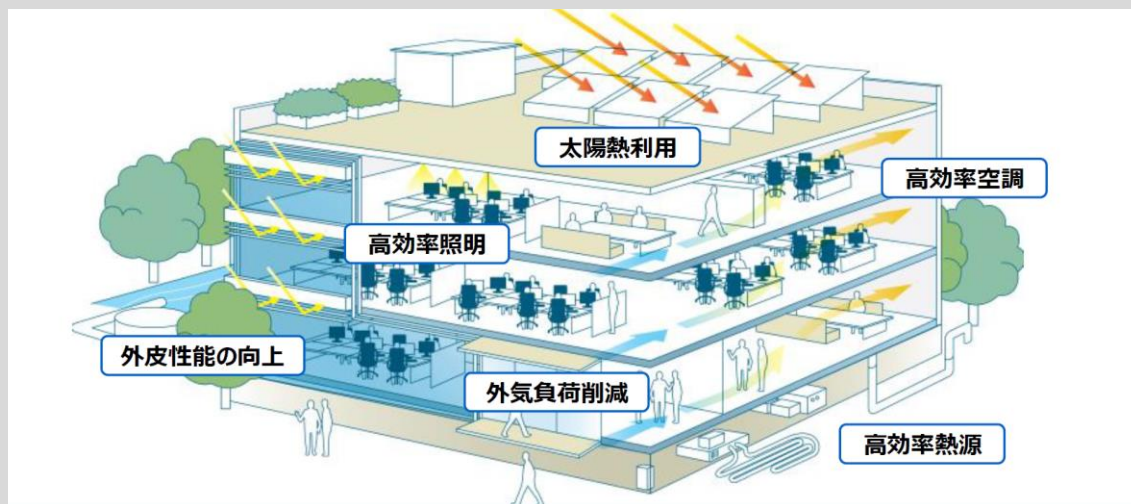 太陽熱利用
高効率空調
高効率照明
外皮性能の向上
外気負荷削減
高効率熱源